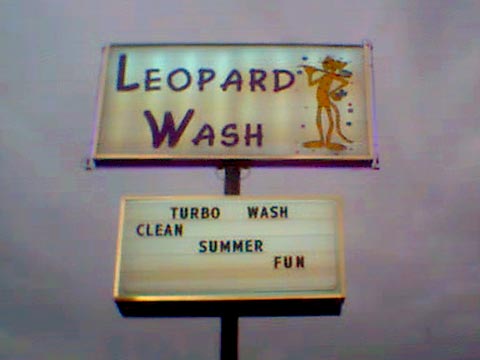 LEOPARD
WASH
TURBO WASH
CLEAN
SUMMER
FUN